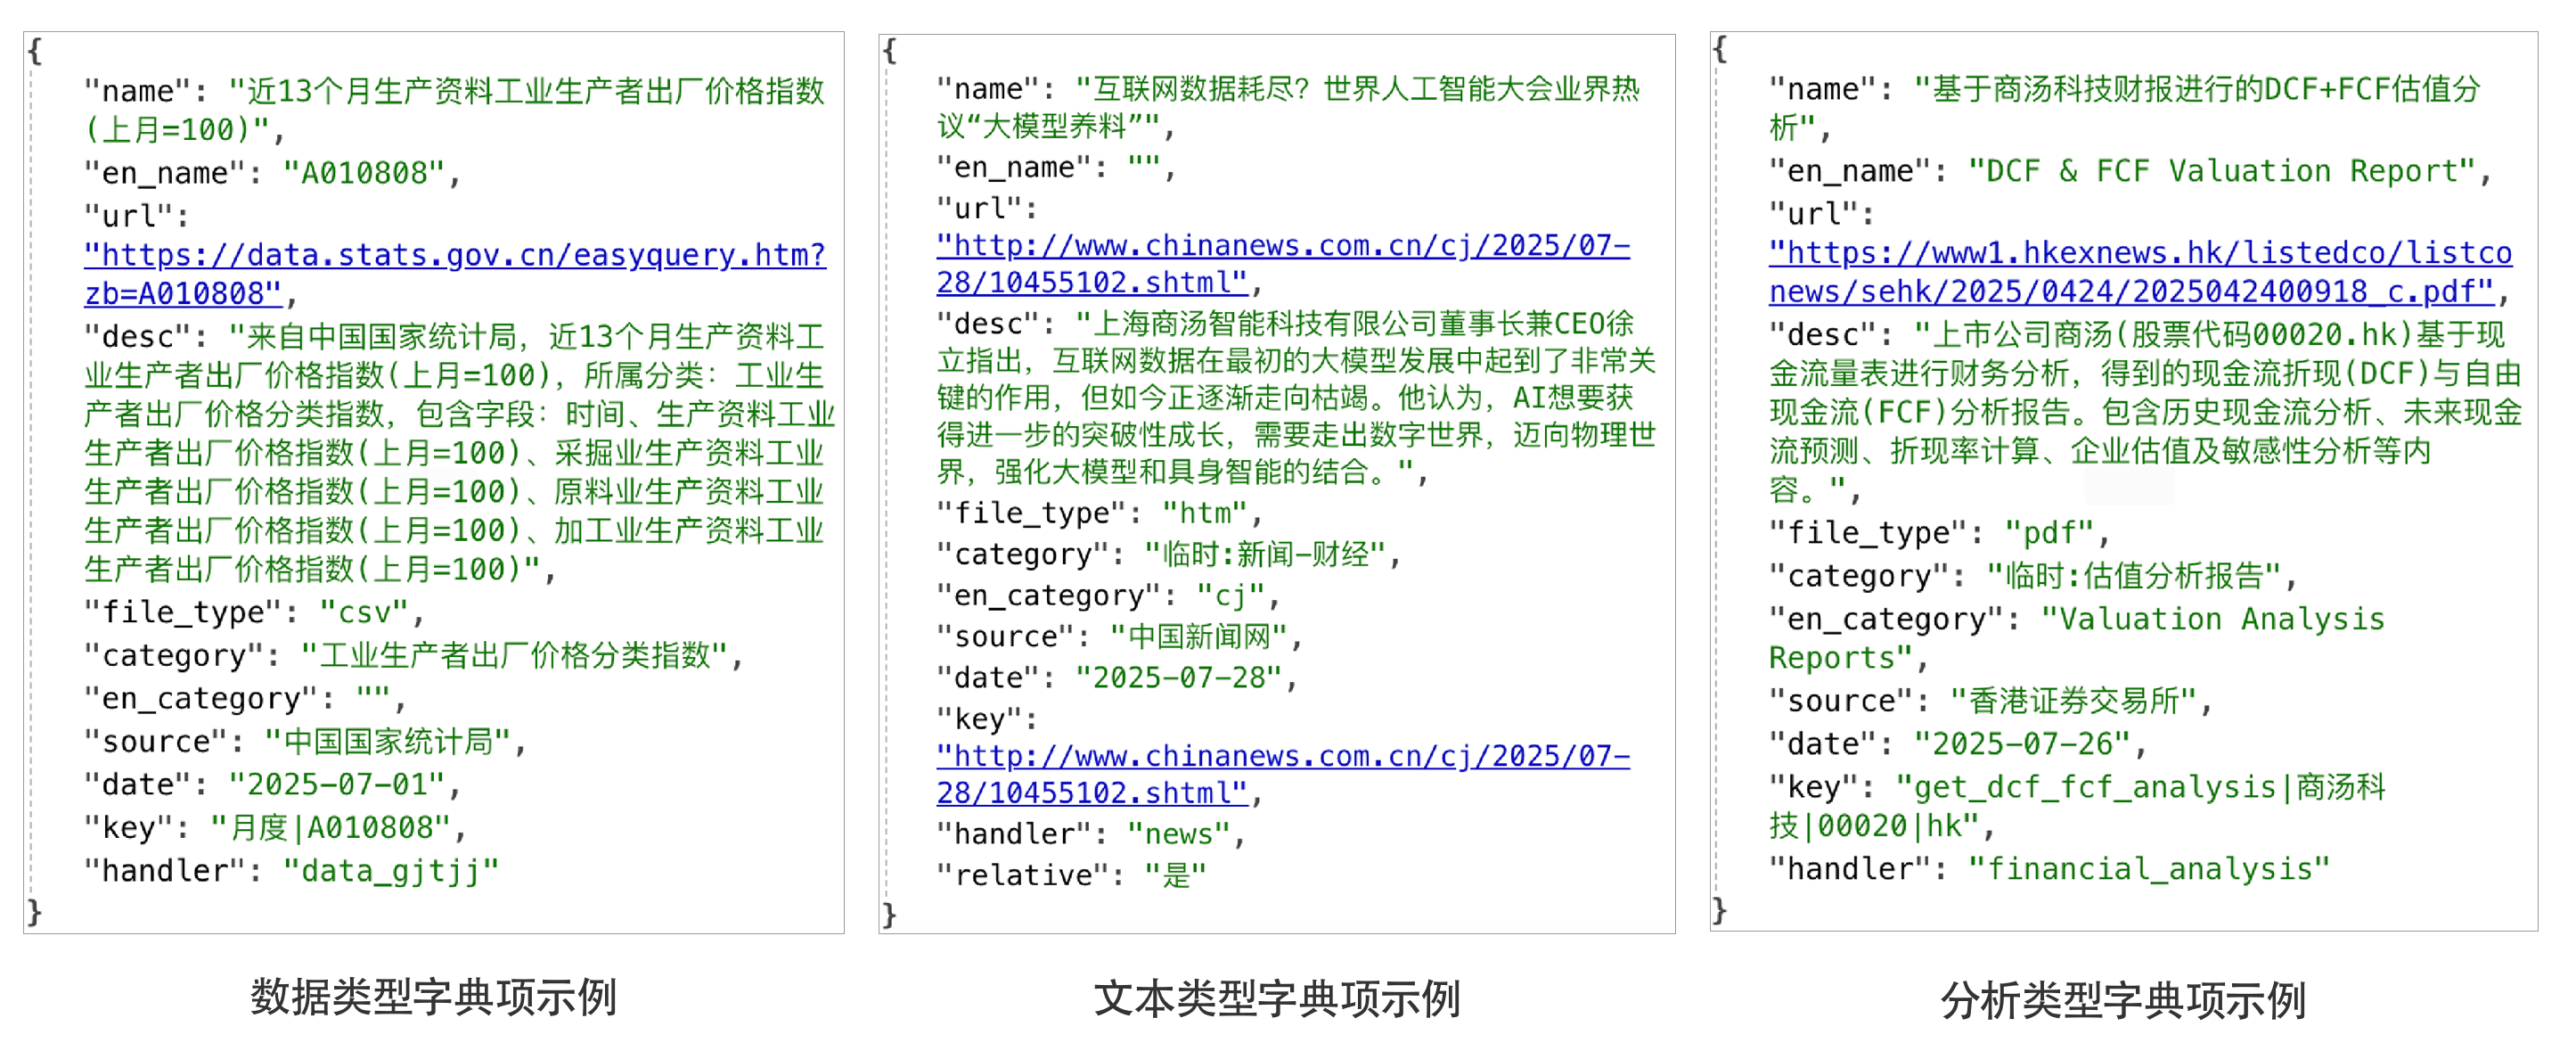 {
"name": "近13个月生产资料工业生产者出厂价格指数
(上月=100)",
"en_name": "A010808",
"url":
"https://data.stats.gov.cn/easyquery.htm?
zb=A010808",
"desc": "来自中国国家统计局，近13个月生产资料工
业生产者出厂价格指数(上月=100)，所属分类：工业生
产者出厂价格分类指数，包含字段：时间、生产资料工业
生产者出厂价格指数(上月=100)、采掘业生产资料工业
生产者出厂价格指数(上月=100)、原料业生产资料工业
生产者出厂价格指数(上月=100)、加工业生产资料工业
生产者出厂价格指数(上月=100)",
"file_type": "csv",
"category": "工业生产者出厂价格分类指数",
"en_category": "",
"source": "中国国家统计局",
"date": "2025-07-01",
"key": "月度|A010808",
"handler": "data_gjtjj"
}
数据类型字典项示例
{
"name": "互联网数据耗尽？世界人工智能大会业界热
议“大模型养料”",
"en_name": "",
"url":
"http://www.chinanews.com.cn/cj/2025/07-
28/10455102.shtml",
"desc": "上海商汤智能科技有限公司董事长兼CEO徐
立指出，互联网数据在最初的大模型发展中起到了非常关
键的作用，但如今正逐渐走向枯竭。他认为，AI想要获
得进一步的突破性成长，需要走出数字世界，迈向物理世
界，强化大模型和具身智能的结合。",
"file_type": "htm",
"category": "临时:新闻-财经",
"en_category": "cj",
"source": "中国新闻网",
"date": "2025-07-28",
"key":
"http://www.chinanews.com.cn/cj/2025/07-
28/10455102.shtml",
"handler": "news",
"relative": "是"
}
文本类型字典项示例
{
"name": "基于商汤科技财报进行的DCF+FCF估值分
析",
"en_name": "DCF & FCF Valuation Report",
"url":
"https://www1.hkexnews.hk/listedco/listco
news/sehk/2025/0424/2025042400918_c.pdf",
"desc": "上市公司商汤(股票代码00020.hk)基于现
金流量表进行财务分析，得到的现金流折现(DCF)与自由
现金流(FCF)分析报告。包含历史现金流分析、未来现金
流预测、折现率计算、企业估值及敏感性分析等内
容。",
"file_type": "pdf",
"category": "临时:估值分析报告",
"en_category": "Valuation Analysis
Reports",
"source": "香港证券交易所",
"date": "2025-07-26",
"key": "get_dcf_fcf_analysis|商汤科
技|00020|hk",
"handler": "financial_analysis"
}
分析类型字典项示例